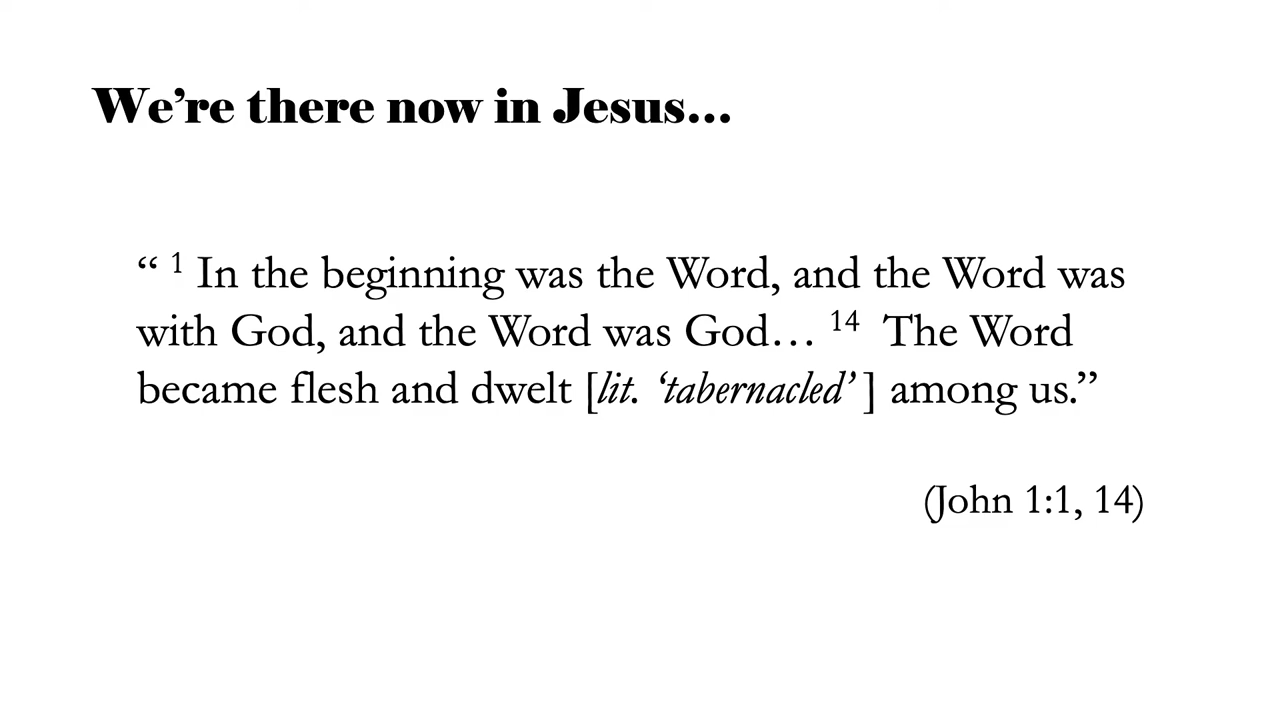 We’re there now in Jesus…
“ 1 In the beginning was the Word, and the Word was
with God, and the Word was God… 14 The Word
became flesh and dwelt [lit. ‘tabernacled’ ] among us.”
(John 1:1, 14)